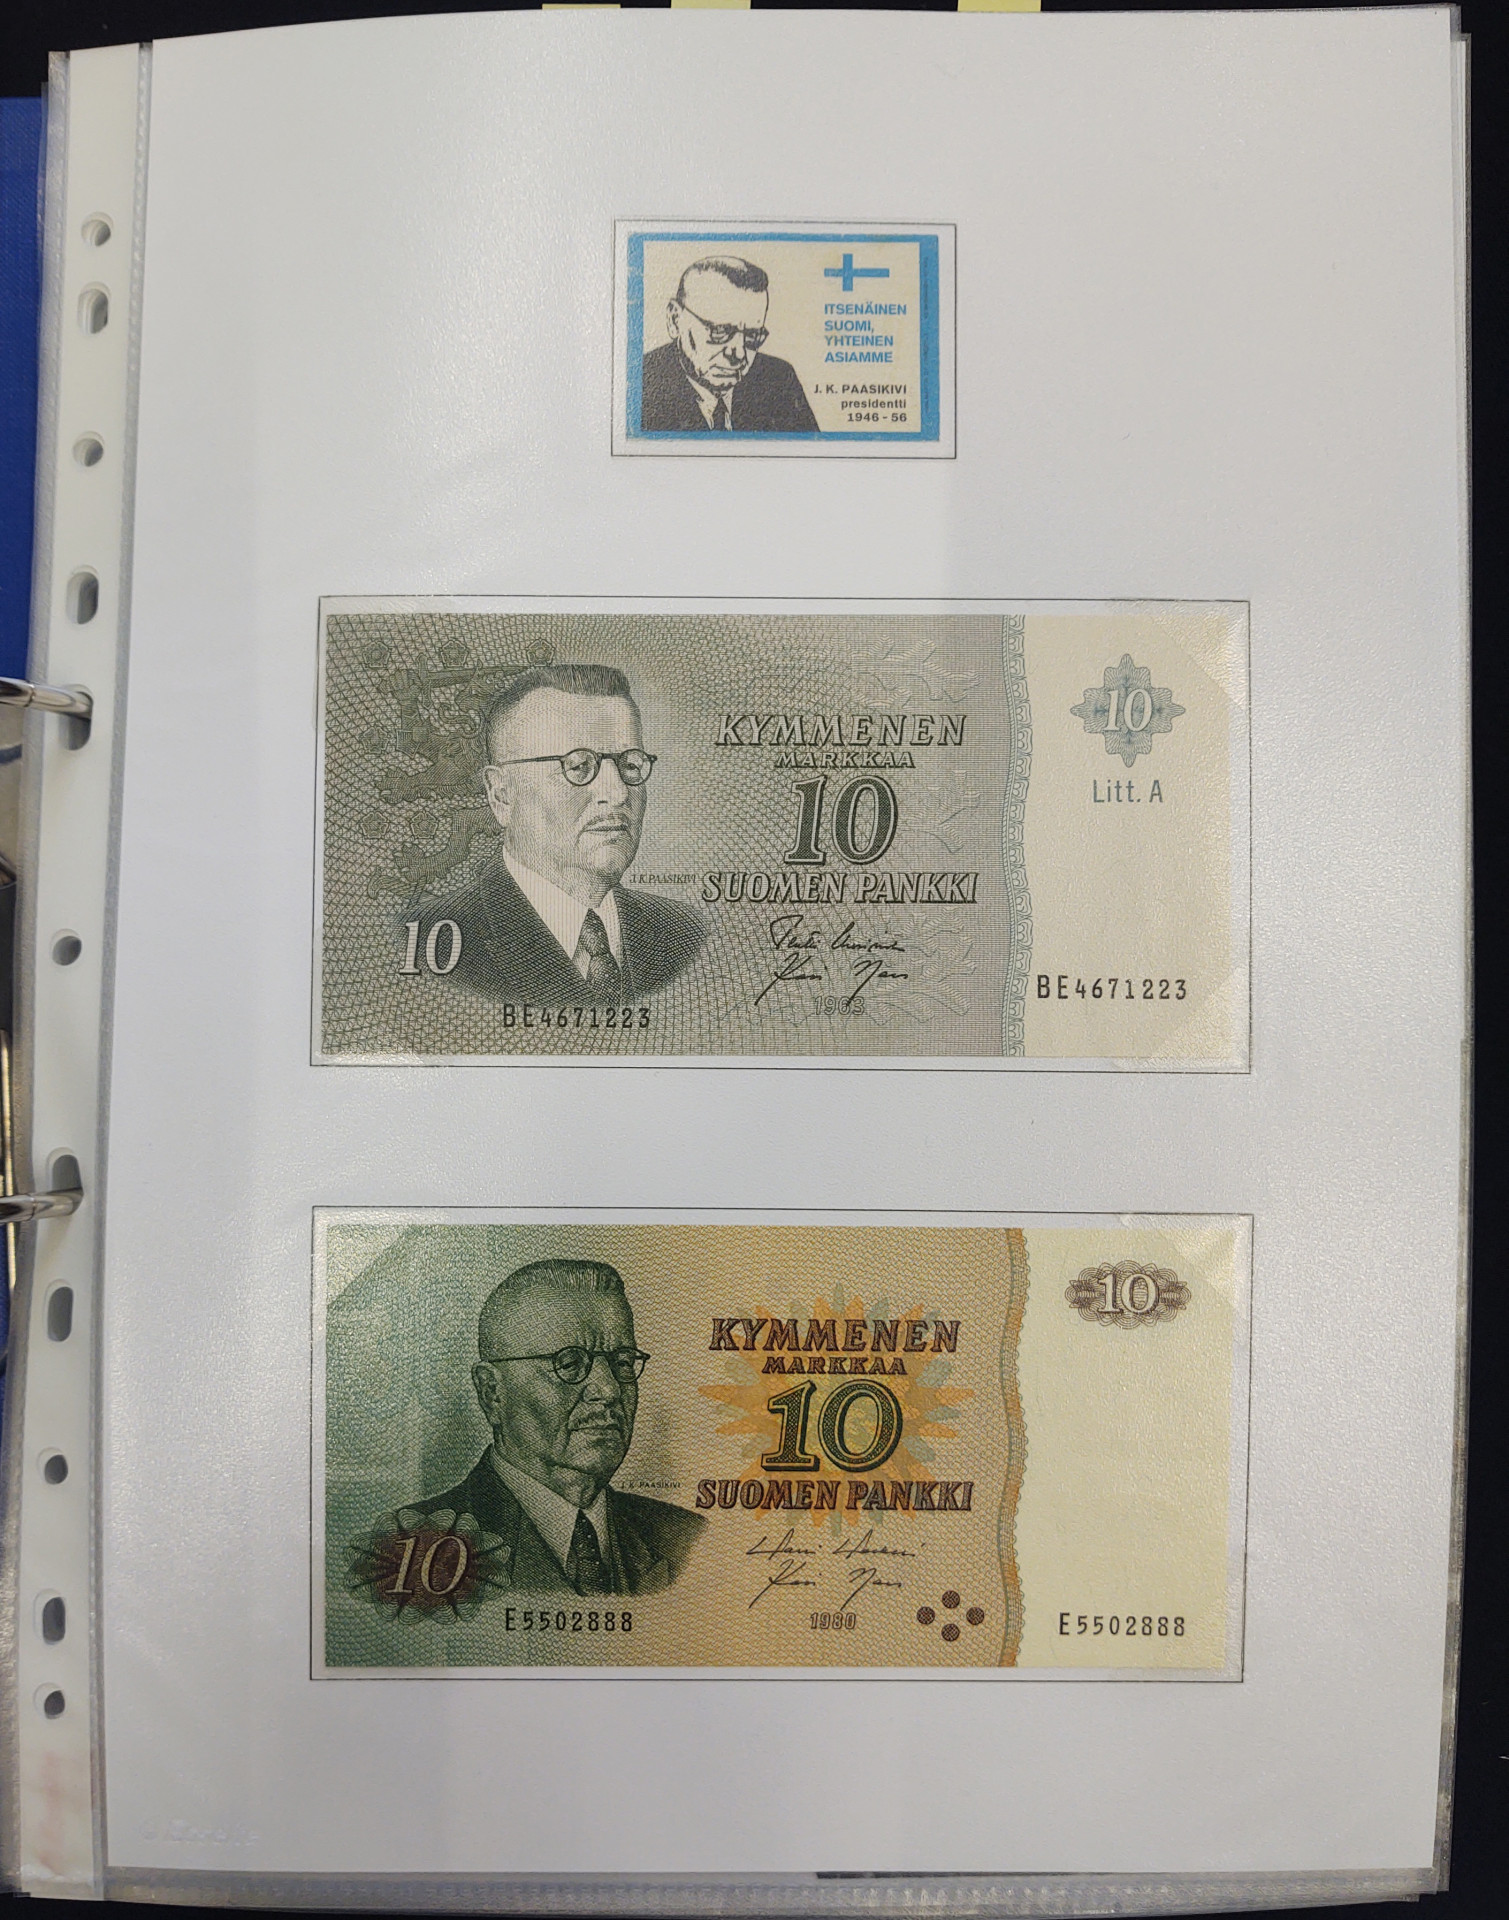 ITSENÄINEN
SUOMI,
YHTEINEN
ASIAMME
J. K. PAASIKIVI
presidentti
1946 - 56
KYMMENEN
MARKKAA
10
J.K.PAASIKIVI
SUOMEN PANKKI
10
1963
BE4671223
10
Litt. A
BE4671223
KYMMENEN
MARKKAA
10
J.K. PAASIKIVI
SUOMEN PANKKI
10
1980
E5502888
10
E5502888